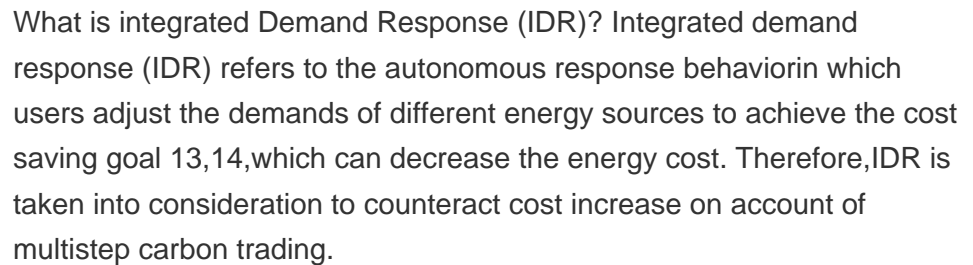 What is integrated Demand Response (IDR)? Integrated demand
response (IDR) refers to the autonomous response behaviorin which
users adjust the demands of different energy sources to achieve the cost
saving goal 13,14,which can decrease the energy cost. Therefore,IDR is
taken into consideration to counteract cost increase on account of
multistep carbon trading.